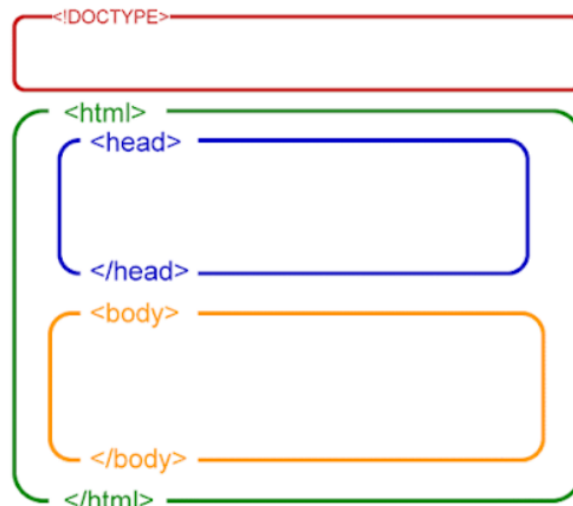 <!DOCTYPE>
<html>
<head>
</head>
<body>
</body>
</html>